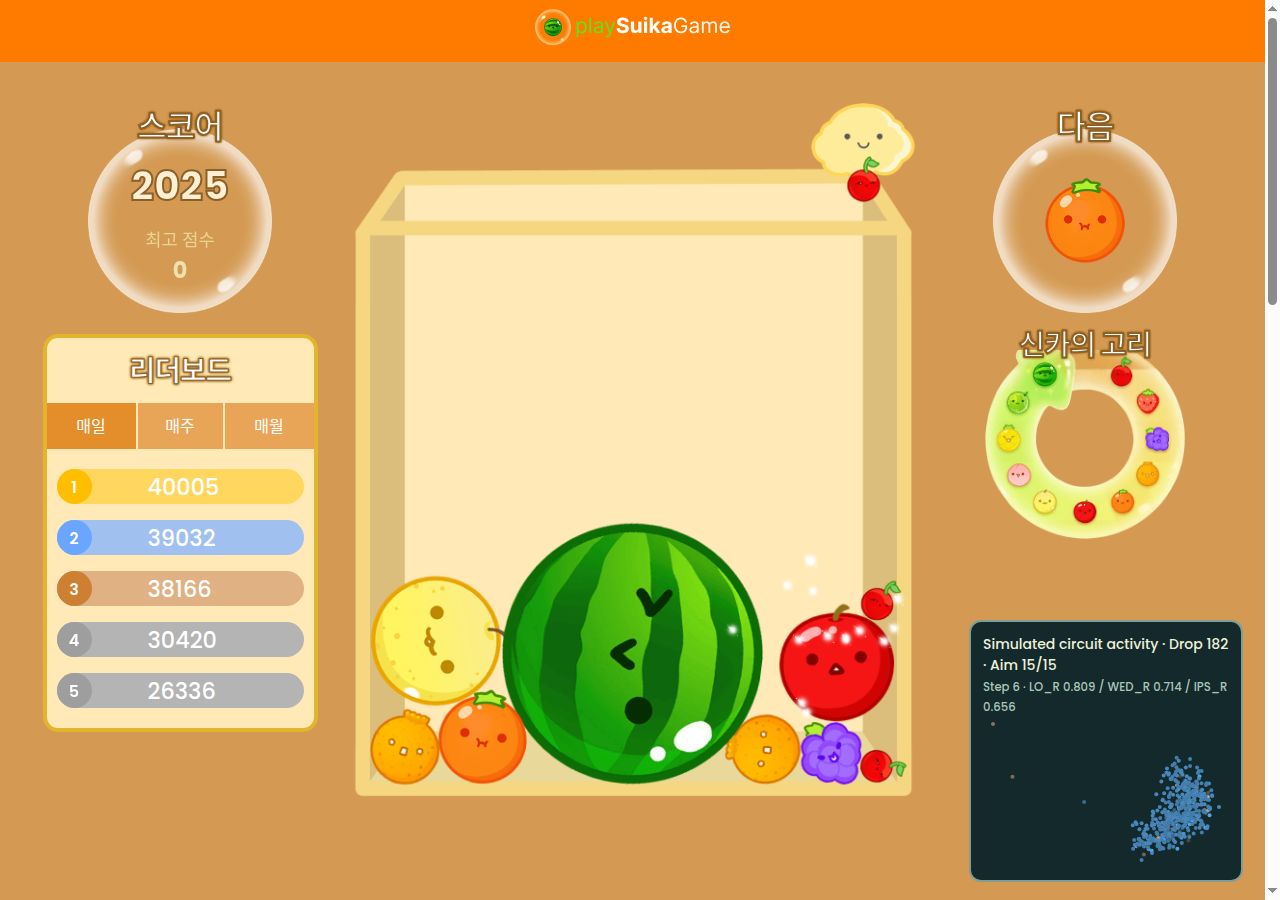 playSuikaGame
스코어
2025
최고 점수
0
다음
리더보드
매일
매주
매월
1
40005
2
39032
3
38166
4
30420
5
26336
신카의 고리
Simulated circuit activity · Drop 182
· Aim 15/15
Step 6 · LO_R 0.809 / WED_R 0.714 / IPS_R
0.656